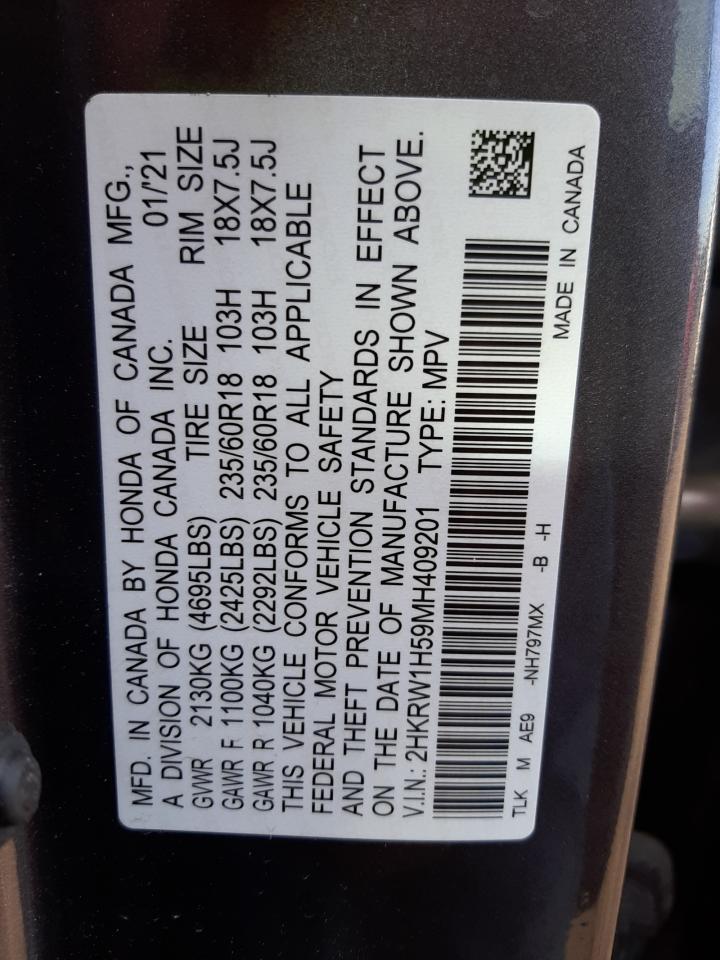 MFD. IN CANADA BY HONDA OF CANADA MFG.,
A DIVISION OF HONDA CANADA INC. 01/'21
GVWR 2130KG (4695LBS) TIRE SIZE RIM SIZE
GAWR F 1100KG (2425LBS) 235/60R18 103H 18X7.5J
GAWR R 1040KG (2292LBS) 235/60R18 103H 18X7.5J
THIS VEHICLE CONFORMS TO ALL APPLICABLE
FEDERAL MOTOR VEHICLE SAFETY
AND THEFT PREVENTION STANDARDS IN EFFECT
ON THE DATE OF MANUFACTURE SHOWN ABOVE.
V.I.N.: 2HKRW1H59MH409201 TYPE: MPV
TLK M AE9 -NH797MX -B -H MADE IN CANADA